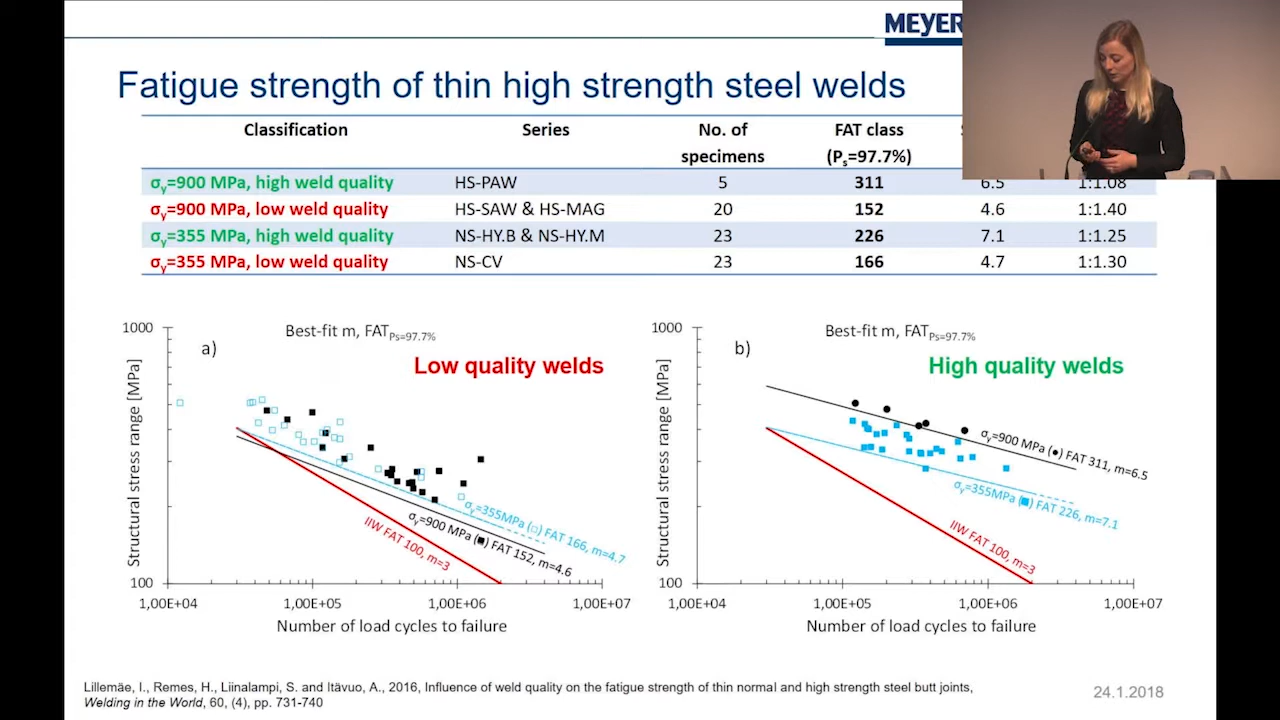 MEYER
Fatigue strength of thin high strength steel welds
Classification Series No. of specimens FAT class (Ps=97.7%)
σy=900 MPa, high weld quality HS-PAW 5 311 6.5 1:1.08
σy=900 MPa, low weld quality HS-SAW & HS-MAG 20 152 4.6 1:1.40
σy=355 MPa, high weld quality NS-HY.B & NS-HY.M 23 226 7.1 1:1.25
σy=355 MPa, low weld quality NS-CV 23 166 4.7 1:1.30
a)
Best-fit m, FATPs=97.7%
Low quality welds
Structural stress range [MPa]
1000
100
σy=355MPa (□) FAT 166, m=4.7
σy=900 MPa (■) FAT 152, m=4.6
IIW FAT 100, m=3
1,00E+04 1,00E+05 1,00E+06 1,00E+07
Number of load cycles to failure
b)
Best-fit m, FATPs=97.7%
High quality welds
Structural stress range [MPa]
1000
100
σy=900 MPa (●) FAT 311, m=6.5
σy=355MPa (■) FAT 226, m=7.1
IIW FAT 100, m=3
1,00E+04 1,00E+05 1,00E+06 1,00E+07
Number of load cycles to failure
Lillemäe, I., Remes, H., Liinalampi, S. and Itävuo, A., 2016, Influence of weld quality on the fatigue strength of thin normal and high strength steel butt joints,
Welding in the World, 60, (4), pp. 731-740
24.1.2018